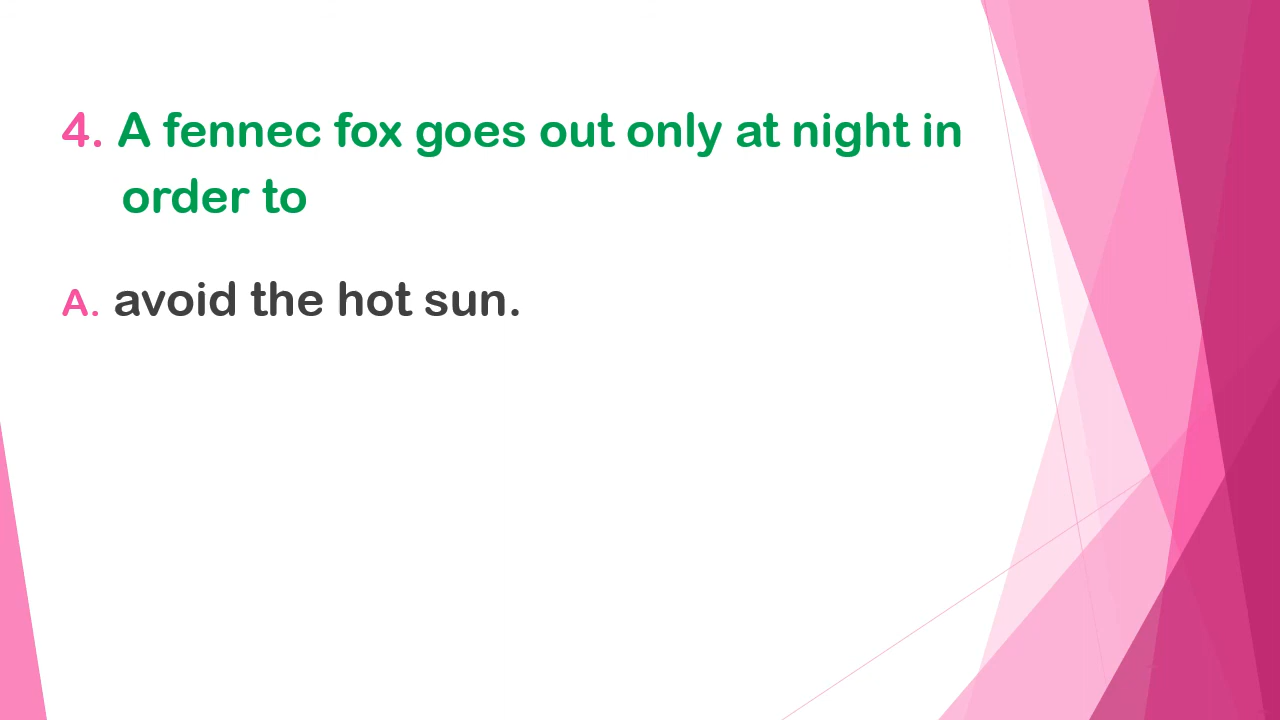 4. A fennec fox goes out only at night in
order to
A. avoid the hot sun.